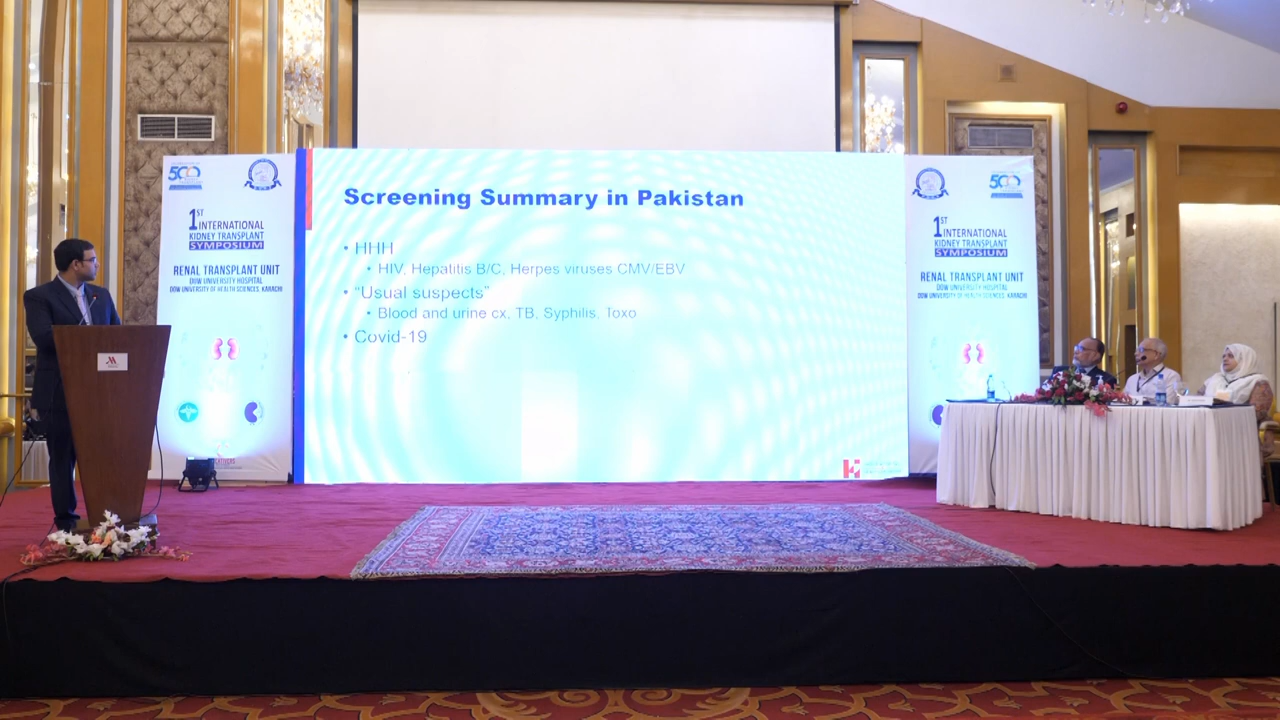 500
1ST
INTERNATIONAL
KIDNEY TRANSPLANT
SYMPOSIUM
RENAL TRANSPLANT UNIT
DOW UNIVERSITY HOSPITAL
DOW UNIVERSITY OF HEALTH SCIENCES, KARACHI
Screening Summary in Pakistan
• HHH
• HIV, Hepatitis B/C, Herpes viruses CMV/EBV
• “Usual suspects”
• Blood and urine cx, TB, Syphilis, Toxo
• Covid-19
500
1ST
INTERNATIONAL
KIDNEY TRANSPLANT
SYMPOSIUM
RENAL TRANSPLANT UNIT
DOW UNIVERSITY HOSPITAL
DOW UNIVERSITY OF HEALTH SCIENCES, KARACHI